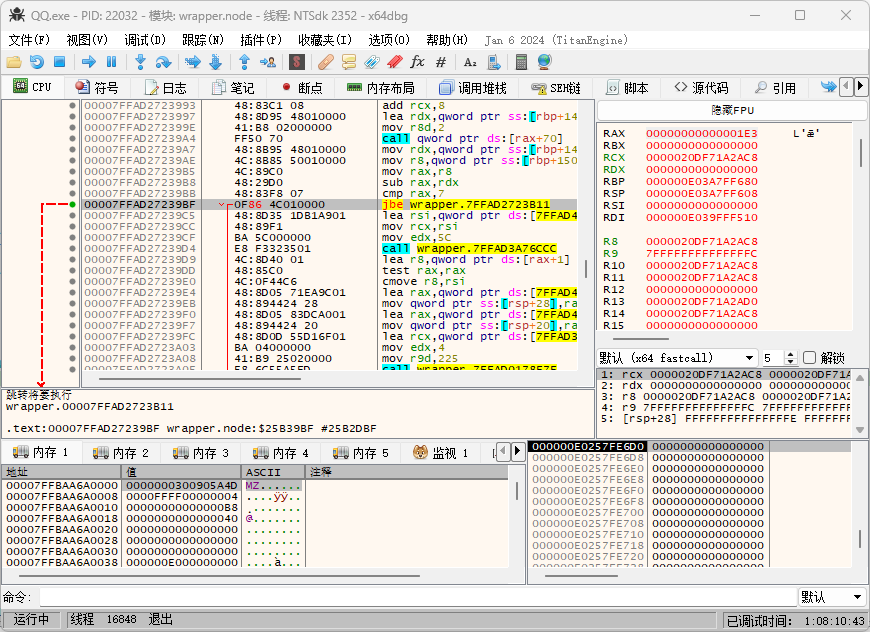 QQ.exe - PID: 22032 - 模块: wrapper.node - 线程: NTSdk 2352 - x64dbg
文件(F) 视图(V) 调试(D) 跟踪(N) 插件(P) 收藏夹(I) 选项(O) 帮助(H) Jan 6 2024 (TitanEngine)
CPU 符号 日志 笔记 断点 内存布局 调用堆栈 SEH链 脚本 源代码 引用
00007FFAD2723993 48:83C1 08 add rcx,8
00007FFAD2723997 48:8D95 48010000 lea rdx,qword ptr ss:[rbp+14
00007FFAD272399E 41:B8 02000000 mov r8d,2
00007FFAD27239A4 FF50 70 call qword ptr ds:[rax+70]
00007FFAD27239A7 48:8B95 48010000 mov rdx,qword ptr ss:[rbp+14
00007FFAD27239AE 4C:8B85 50010000 mov r8,qword ptr ss:[rbp+150
00007FFAD27239B5 4C:89C0 mov rax,r8
00007FFAD27239B8 48:29D0 sub rax,rdx
00007FFAD27239BB 48:83F8 07 cmp rax,7
00007FFAD27239BF 0F86 4C010000 jbe wrapper.7FFAD2723B11
00007FFAD27239C5 48:8D35 1DB1A901 lea rsi,qword ptr ds:[7FFAD4
00007FFAD27239CC 48:89F1 mov rcx,rsi
00007FFAD27239CF BA 5C000000 mov edx,5C
00007FFAD27239D4 E8 F3323501 call wrapper.7FFAD3A76CCC
00007FFAD27239D9 4C:8D40 01 lea r8,qword ptr ds:[rax+1]
00007FFAD27239DD 48:85C0 test rax,rax
00007FFAD27239E0 4C:0F44C6 cmove r8,rsi
00007FFAD27239E4 48:8D05 71EA9C01 lea rax,qword ptr ds:[7FFAD4
00007FFAD27239EB 48:894424 28 mov qword ptr ss:[rsp+28],ra
00007FFAD27239F0 48:8D05 83DCA001 lea rax,qword ptr ds:[7FFAD4
00007FFAD27239F7 48:894424 20 mov qword ptr ss:[rsp+20],ra
00007FFAD27239FC 48:8D0D 55D16F01 lea rcx,qword ptr ds:[7FFAD3
00007FFAD2723A03 BA 04000000 mov edx,4
00007FFAD2723A08 41:B9 25020000 mov r9d,225
隐藏FPU
RAX 00000000000001E3 L'ǣ'
RBX 0000000000000000
RCX 0000020DF71A2AC8
RDX 0000000000000000
RBP 000000E03A7FF680
RSP 000000E03A7FF608
RSI 0000000000000000
RDI 000000E039FFF510
R8 0000020DF71A2AC8
R9 7FFFFFFFFFFFFFFC
R10 0000020DF71A2AC8
R11 0000020DF71A2AC8
R12 0000000000000000
R13 0000020DF71A2AD0
R14 0000020DF71A2AC8
R15 0000000000000000
默认 (x64 fastcall) 5 解锁
1: rcx 0000020DF71A2AC8 0000020DF71A
2: rdx 0000000000000000 000000000000
3: r8 0000020DF71A2AC8 0000020DF71A2
4: r9 7FFFFFFFFFFFFFFC 7FFFFFFFFFFFF
5: [rsp+28] FFFFFFFFFFFFFFFE FFFFFFF
跳转将要执行
wrapper.00007FFAD2723B11
.text:00007FFAD27239BF wrapper.node:$25B39BF #25B2DBF
内存 1 内存 2 内存 3 内存 4 内存 5 监视 1
地址 值 ASCII 注释
00007FFBAA6A0000 0000000300905A4D MZ......
00007FFBAA6A0008 0000FFFF00000004 ....ÿÿ..
00007FFBAA6A0010 00000000000000B8 ¸.......
00007FFBAA6A0018 0000000000000040 @.......
00007FFBAA6A0020 0000000000000000 ........
00007FFBAA6A0028 0000000000000000 ........
00007FFBAA6A0030 0000000000000000 ........
00007FFBAA6A0038 000000E000000000 ....à...
000000E0257FE6D0 0000000000000000
000000E0257FE6D8 0000000000000000
000000E0257FE6E0 0000000000000000
000000E0257FE6E8 0000000000000000
000000E0257FE6F0 0000000000000000
000000E0257FE6F8 0000000000000000
000000E0257FE700 0000000000000000
000000E0257FE708 0000000000000000
000000E0257FE710 0000000000000000
000000E0257FE718 0000000000000000
000000E0257FE720 0000000000000000
命令: 默认
运行中 线程 16848 退出 已调试时间: 1:08:10:43